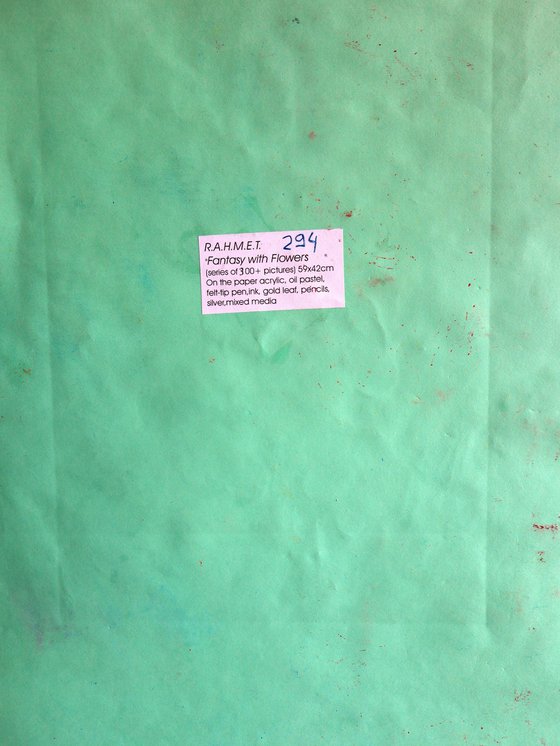 R.A.H.M.E.T. 294
"Fantasy with Flowers
(series of 300+ pictures) 59x42cm
On the paper acrylic, oil pastel,
felt-tip pen,ink, gold leaf, pencils,
silver,mixed media